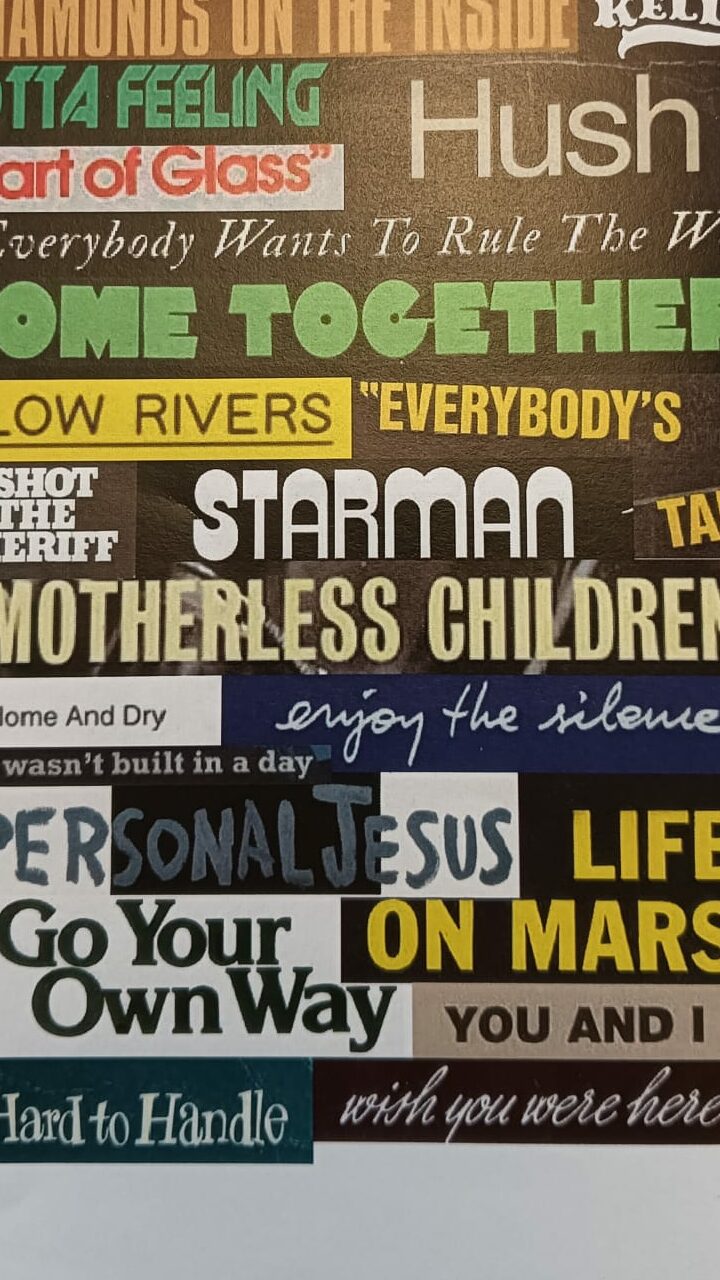 IAMONDS ON THE INSIDE
KELL
OTTA FEELING
Hush
art of Glass”
Everybody Wants To Rule The W
OME TOGETHER
LOW RIVERS
“EVERYBODY’S
SHOT
THE
HERIFF
STARMAN
TA
MOTHERLESS CHILDREN
Home And Dry
enjoy the silence
wasn’t built in a day
PERSONAL JESUS
LIFE
ON MARS
Go Your
Own Way
YOU AND I
Hard to Handle
wish you were here